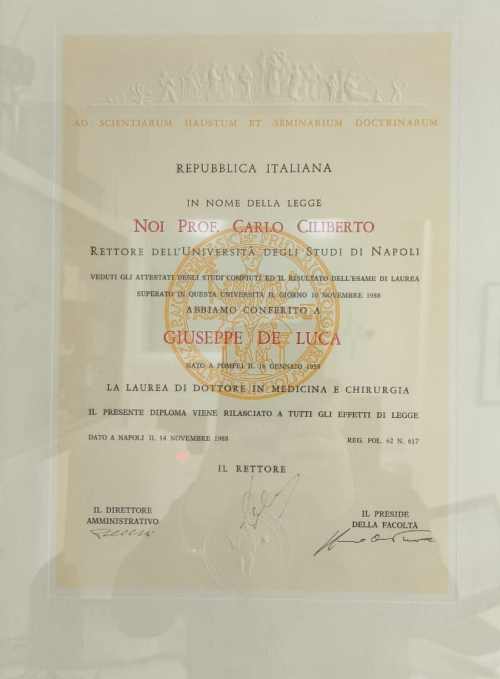 AD SCIENTIARUM HAUSTUM ET SEMINARIUM DOCTRINARUM
REPUBBLICA ITALIANA
IN NOME DELLA LEGGE
NOI PROF. CARLO CILIBERTO
RETTORE DELL'UNIVERSITÀ DEGLI STUDI DI NAPOLI
VEDUTI GLI ATTESTATI DEGLI STUDI COMPIUTI ED IL RISULTATO DELL'ESAME DI LAUREA
SUPERATO IN QUESTA UNIVERSITÀ IL GIORNO 10 NOVEMBRE 1988
ABBIAMO CONFERITO A
GIUSEPPE DE LUCA
NATO A POMPEI IL GENNAIO
LA LAUREA DI DOTTORE IN MEDICINA E CHIRURGIA
IL PRESENTE DIPLOMA VIENE RILASCIATO A TUTTI GLI EFFETTI DI LEGGE
DATO A NAPOLI IL 14 NOVEMBRE 1988 REG. POL. 62 N. 617
IL RETTORE
IL DIRETTORE
AMMINISTRATIVO
IL PRESIDE
DELLA FACOLTÀ